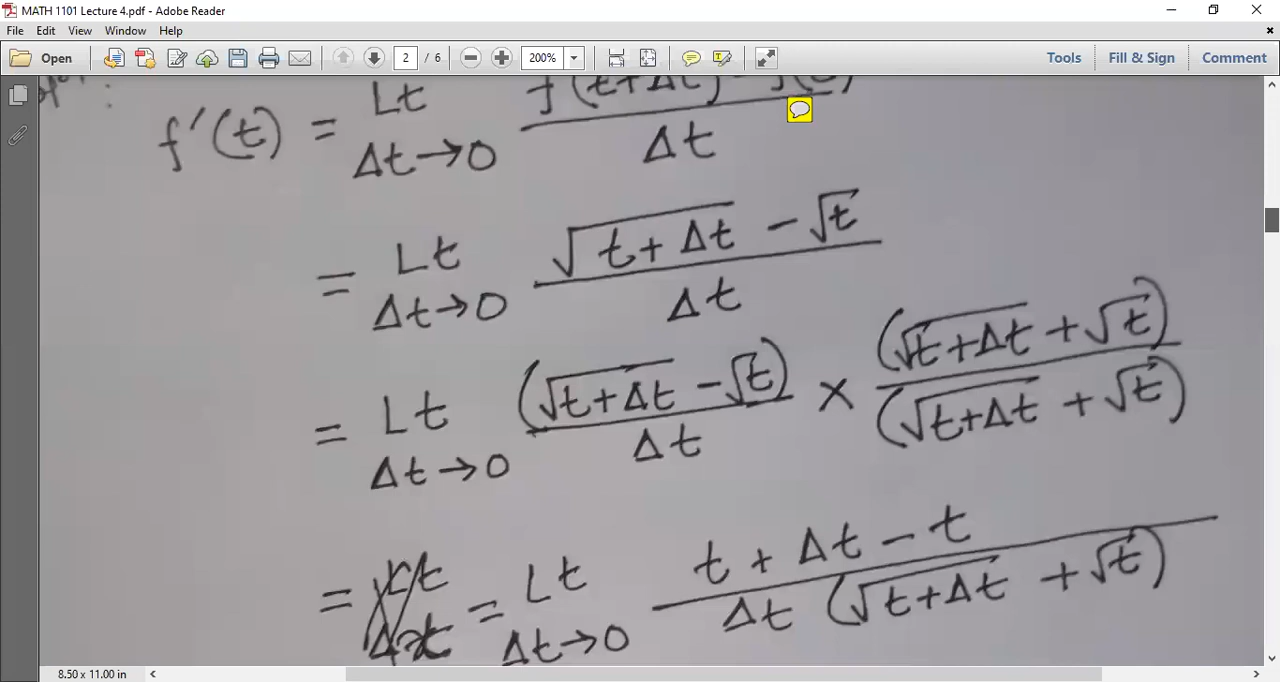 MATH 1101 Lecture 4.pdf - Adobe Reader
File Edit View Window Help
Open 2 / 6 200% Tools Fill & Sign Comment
f'(t) = Lt Δt→0 f(t+Δt) - f(t) / Δt
= Lt Δt→0 √t+Δt - √t / Δt
= Lt Δt→0 (√t+Δt - √t) / Δt × (√t+Δt + √t) / (√t+Δt + √t)
= = Lt Δt→0 t + Δt - t / Δt (√t+Δt + √t)
8.50 x 11.00 in